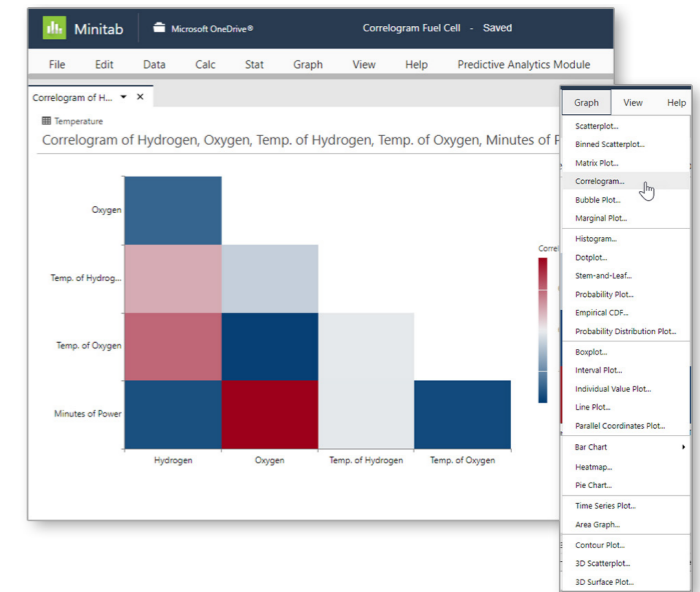 Minitab
Microsoft OneDrive®
Correlogram Fuel Cell - Saved
File Edit Data Calc Stat Graph View Help Predictive Analytics Module
Correlogram of H...
Temperature
Correlogram of Hydrogen, Oxygen, Temp. of Hydrogen, Temp. of Oxygen, Minutes of
Oxygen
Temp. of Hydrog...
Temp. of Oxygen
Minutes of Power
Hydrogen Oxygen Temp. of Hydrogen Temp. of Oxygen
Graph View Help
Scatterplot...
Binned Scatterplot...
Matrix Plot...
Correlogram...
Bubble Plot...
Marginal Plot...
Histogram...
Dotplot...
Stem-and-Leaf...
Probability Plot...
Empirical CDF...
Probability Distribution Plot...
Boxplot...
Interval Plot...
Individual Value Plot...
Line Plot...
Parallel Coordinates Plot...
Bar Chart
Heatmap...
Pie Chart...
Time Series Plot...
Area Graph...
Contour Plot...
3D Scatterplot...
3D Surface Plot...